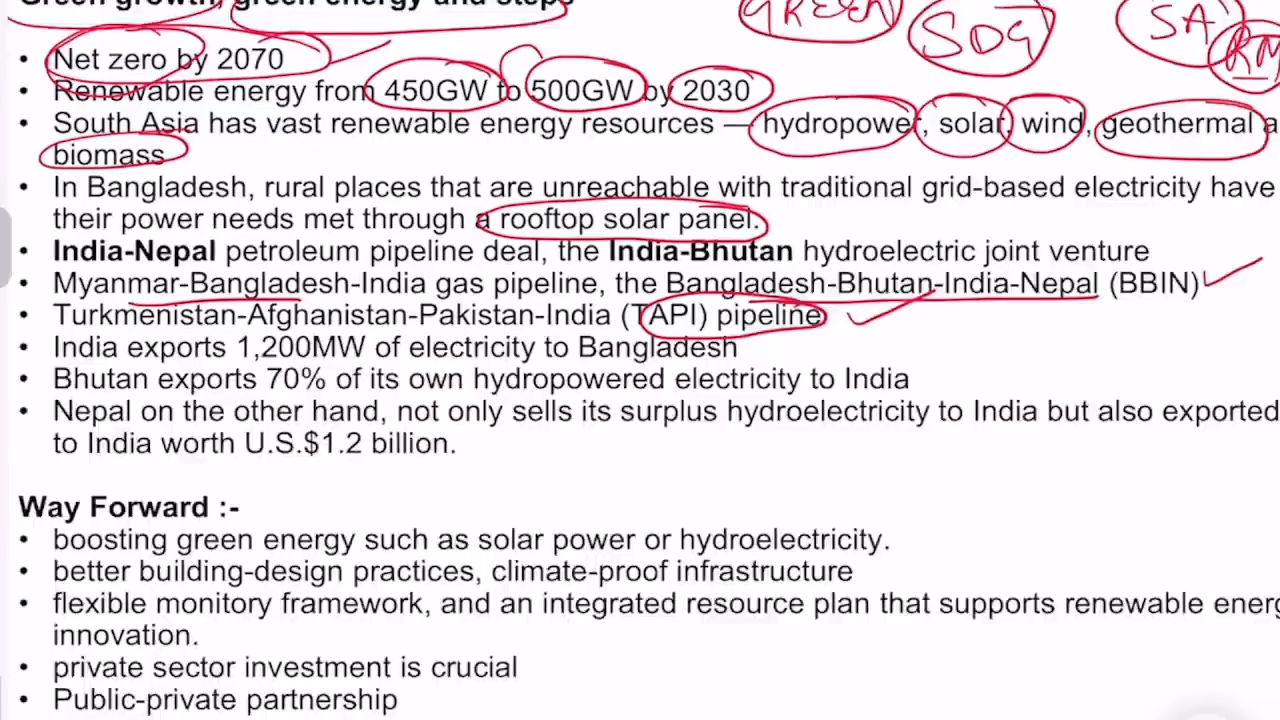 Green growth, green energy and steps
GREEN
SDG
SA
RM
• Net zero by 2070
• Renewable energy from 450GW to 500GW by 2030
• South Asia has vast renewable energy resources — hydropower, solar, wind, geothermal a
biomass
• In Bangladesh, rural places that are unreachable with traditional grid-based electricity have
their power needs met through a rooftop solar panel.
• India-Nepal petroleum pipeline deal, the India-Bhutan hydroelectric joint venture
• Myanmar-Bangladesh-India gas pipeline, the Bangladesh-Bhutan-India-Nepal (BBIN)
• Turkmenistan-Afghanistan-Pakistan-India (TAPI) pipeline
• India exports 1,200MW of electricity to Bangladesh
• Bhutan exports 70% of its own hydropowered electricity to India
• Nepal on the other hand, not only sells its surplus hydroelectricity to India but also exported
to India worth U.S.$1.2 billion.
Way Forward :-
• boosting green energy such as solar power or hydroelectricity.
• better building-design practices, climate-proof infrastructure
• flexible monitory framework, and an integrated resource plan that supports renewable energ
innovation.
• private sector investment is crucial
• Public-private partnership